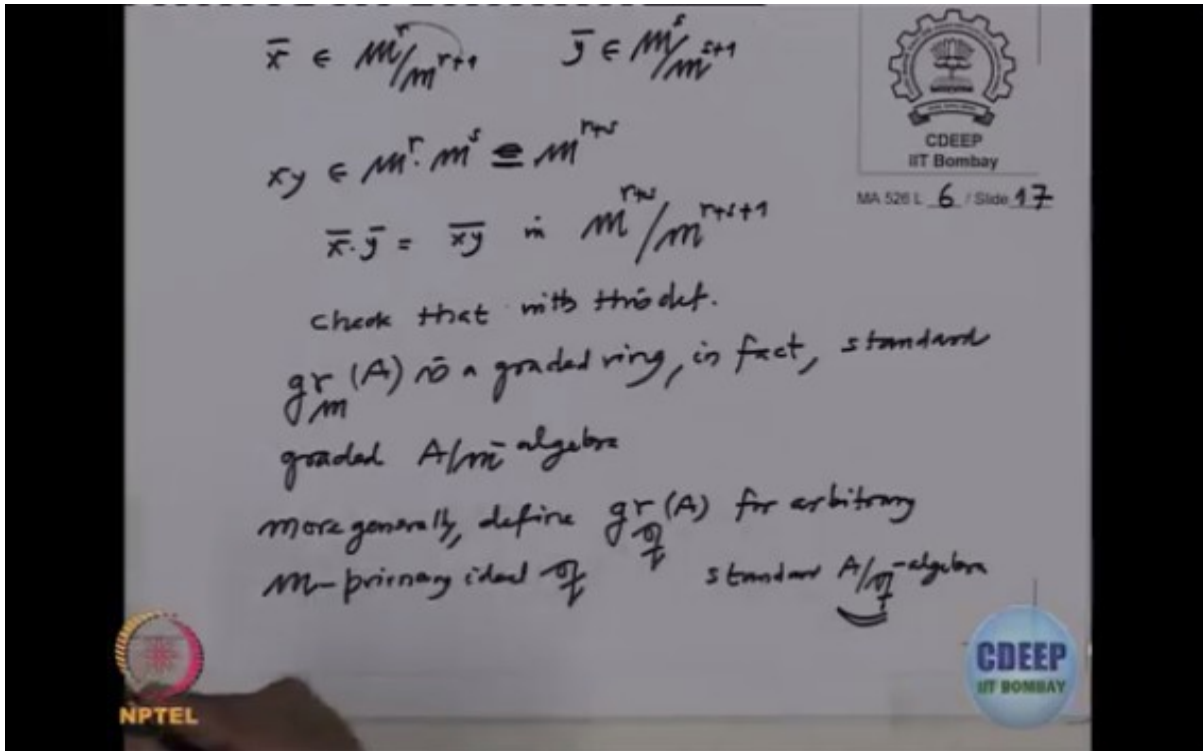 x̄ ∈ m^r/m^{r+1}   ȳ ∈ m^s/m^{s+1}
xy ∈ m^r · m^s = m^{r+s}
x̄·ȳ = \overline{xy} in m^{r+s}/m^{r+s+1}
check that with this def.
gr_m (A) is a graded ring, in fact, standard
graded A/m-algebra
more generally, define gr_q (A) for arbitrary
m-primary ideal q   standard A/q-algebra
CDEEP
IIT Bombay
MA 526 L 6 / Slide 17
NPTEL
CDEEP
IIT BOMBAY